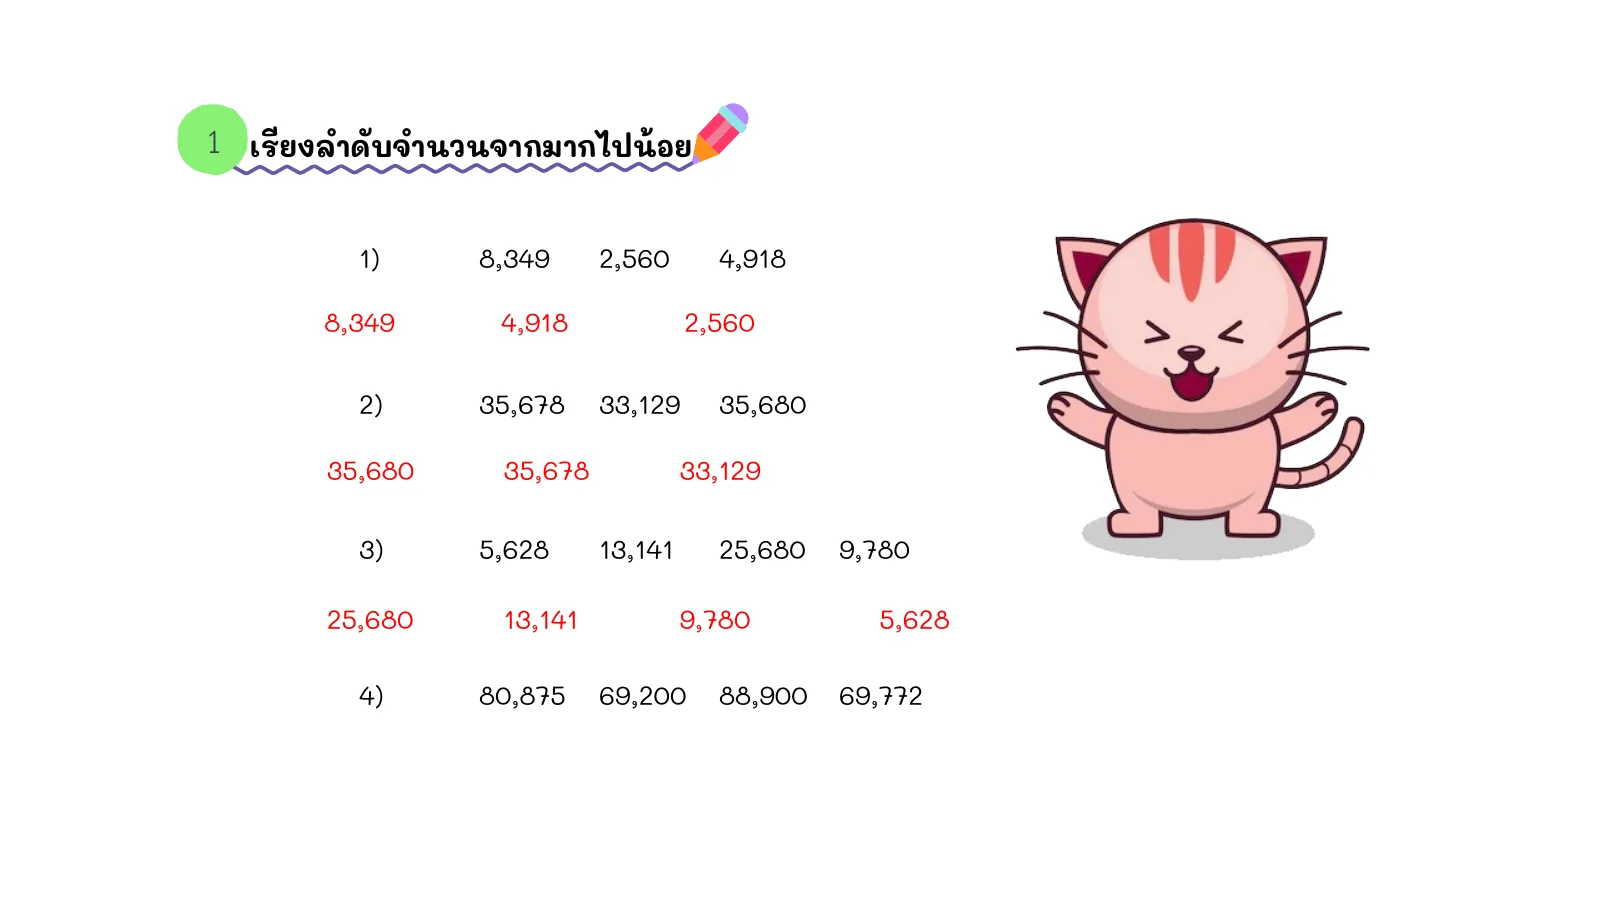 1 เรียงลำดับจำนวนจากมากไปน้อย
1) 8,349 2,560 4,918
8,349 4,918 2,560
2) 35,678 33,129 35,680
35,680 35,678 33,129
3) 5,628 13,141 25,680 9,780
25,680 13,141 9,780 5,628
4) 80,875 69,200 88,900 69,772